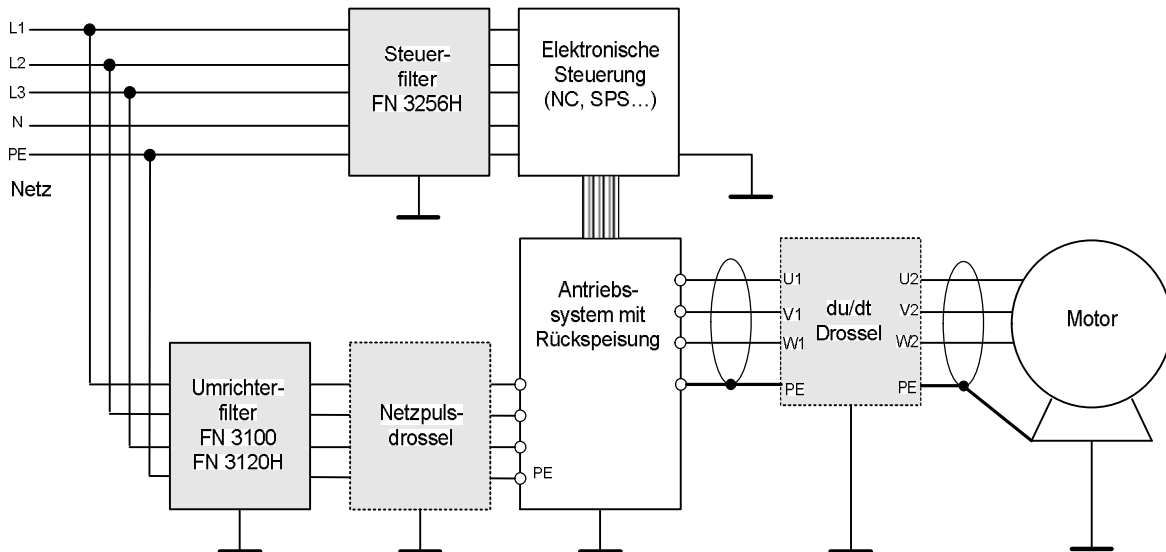 L1
L2
L3
N
PE
Netz
Steuer-
filter
FN 3256H
Elektronische
Steuerung
(NC, SPS...)
Umrichter-
filter
FN 3100
FN 3120H
Netzpuls-
drossel
Antriebs-
system mit
Rückspeisung
PE
U1
V1
W1
PE
du/dt
Drossel
U2
V2
W2
PE
Motor